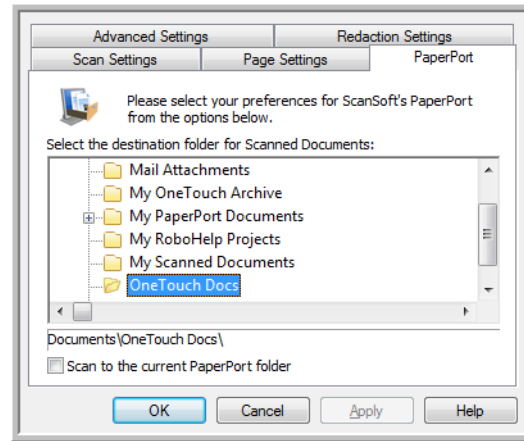 Advanced Settings Redaction Settings
Scan Settings Page Settings PaperPort
Please select your preferences for ScanSoft's PaperPort
from the options below.
Select the destination folder for Scanned Documents:
Mail Attachments
My OneTouch Archive
My PaperPort Documents
My RoboHelp Projects
My Scanned Documents
OneTouch Docs
Documents\OneTouch Docs\
Scan to the current PaperPort folder
OK Cancel Apply Help